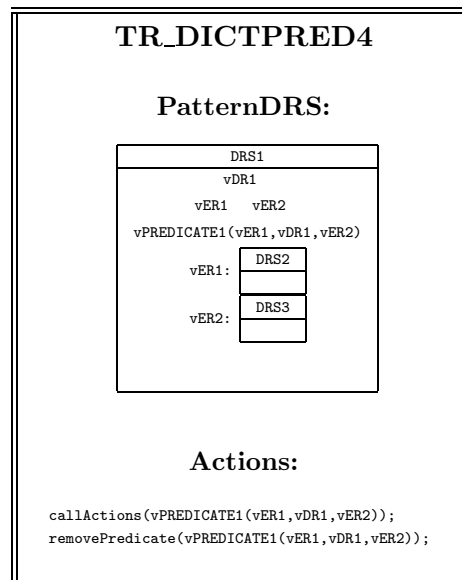 TR_DICTPRED4
PatternDRS:
DRS1
vDR1
vER1 vER2
vPREDICATE1(vER1,vDR1,vER2)
DRS2
vER1:
DRS3
vER2:
Actions:
callActions(vPREDICATE1(vER1,vDR1,vER2));
removePredicate(vPREDICATE1(vER1,vDR1,vER2));